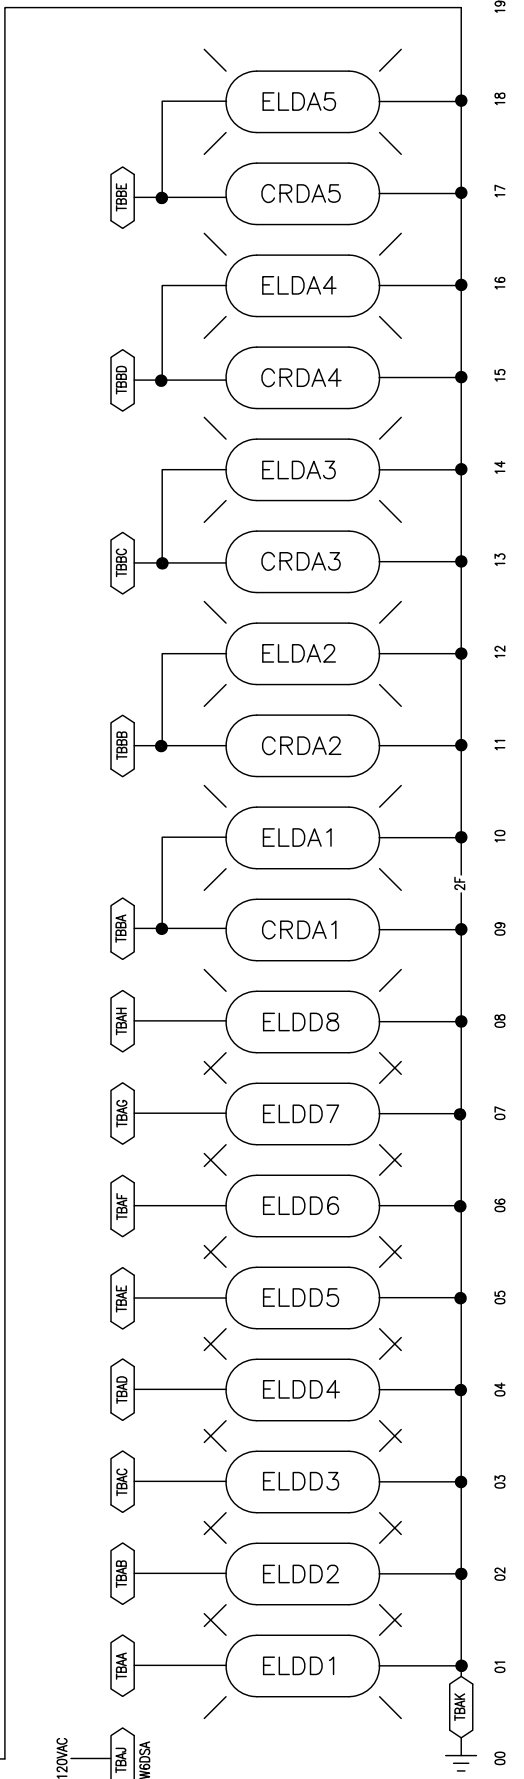 19
ELDA5
18
TBBE
CRDA5
17
ELDA4
16
TBBD
CRDA4
15
ELDA3
14
TBBC
CRDA3
13
ELDA2
12
TBBB
CRDA2
11
ELDA1
10
2F
TBBA
CRDA1
09
TBAH
ELDD8
08
TBAG
ELDD7
07
TBAF
ELDD6
06
TBAE
ELDD5
05
TBAD
ELDD4
04
TBAC
ELDD3
03
TBAB
ELDD2
02
TBAA
ELDD1
01
TBAK
120VAC
TBAJ
W6DSA
00